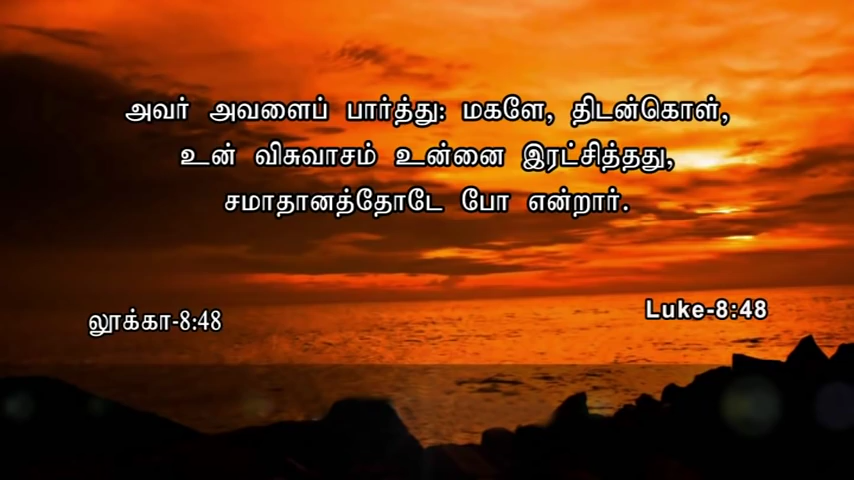 அவர் அவளைப் பார்த்து: மகளே, திடன்கொள்,
உன் விசுவாசம் உன்னை இரட்சித்தது,
சமாதானத்தோடே போ என்றார்.
லூக்கா-8:48
Luke-8:48